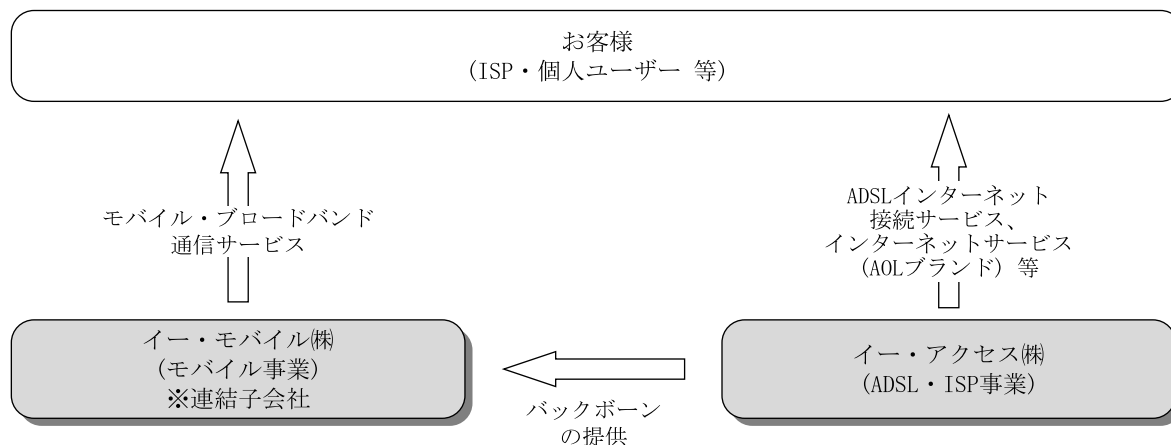 お客様
(ISP・個人ユーザー 等)
モバイル・ブロードバンド
通信サービス
ADSLインターネット
接続サービス、
インターネットサービス
(AOLブランド) 等
イー・モバイル㈱
(モバイル事業)
※連結子会社
イー・アクセス㈱
(ADSL・ISP事業)
バックボーン
の提供